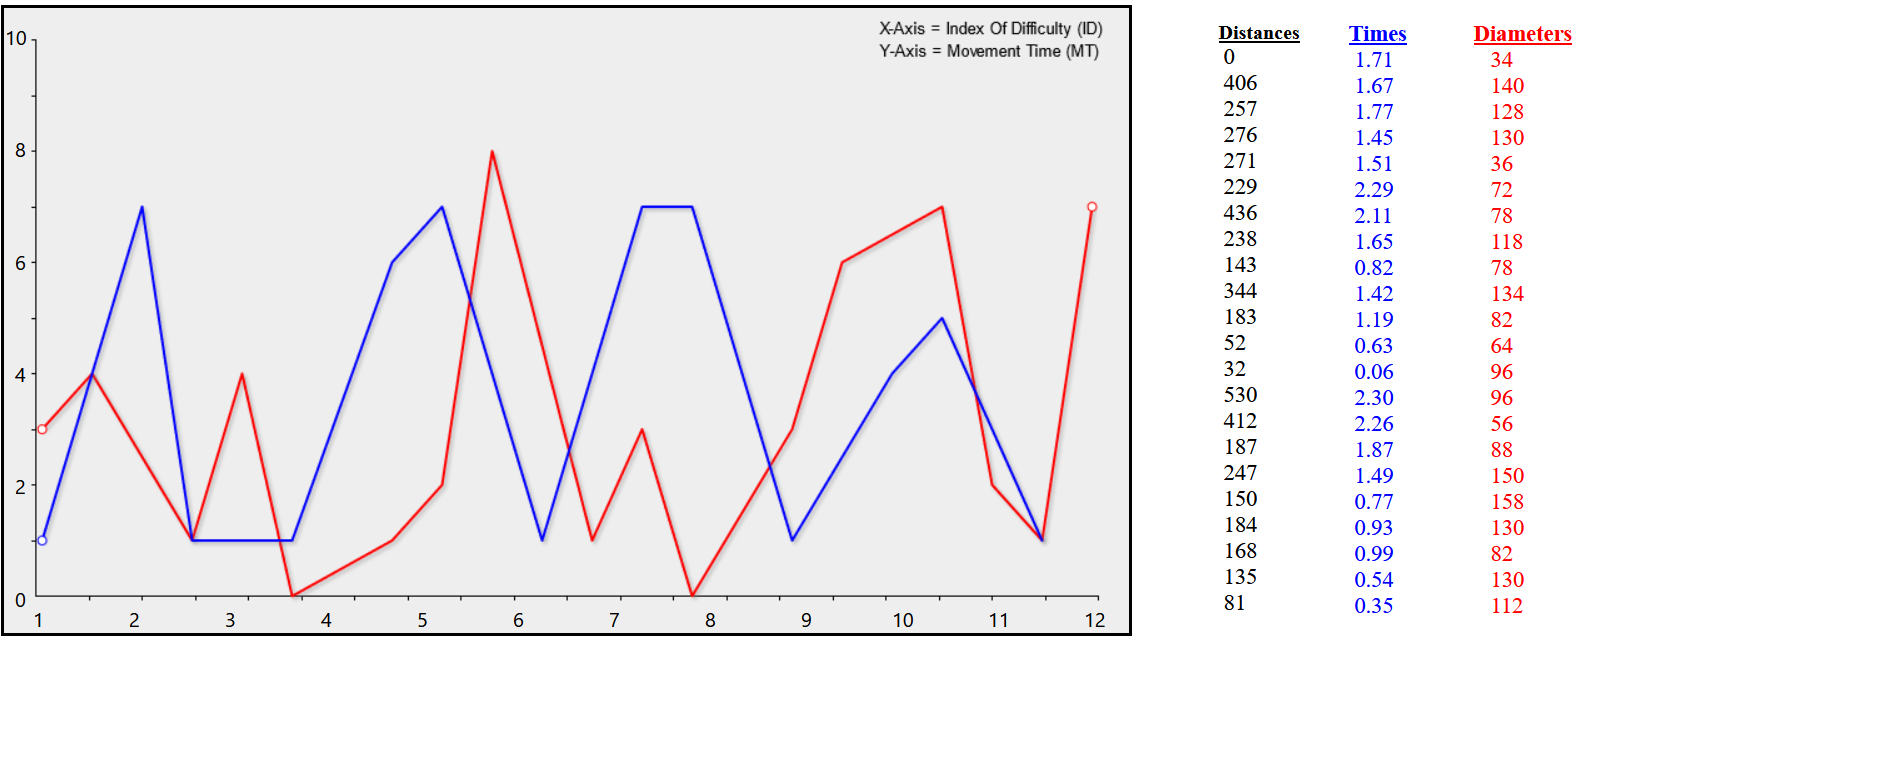 X-Axis = Index Of Difficulty (ID)
Y-Axis = Movement Time (MT)
10
8
6
4
2
0
1 2 3 4 5 6 7 8 9 10 11 12
Distances Times Diameters
0 1.71 34
406 1.67 140
257 1.77 128
276 1.45 130
271 1.51 36
229 2.29 72
436 2.11 78
238 1.65 118
143 0.82 78
344 1.42 134
183 1.19 82
52 0.63 64
32 0.06 96
530 2.30 96
412 2.26 56
187 1.87 88
247 1.49 150
150 0.77 158
184 0.93 130
168 0.99 82
135 0.54 130
81 0.35 112